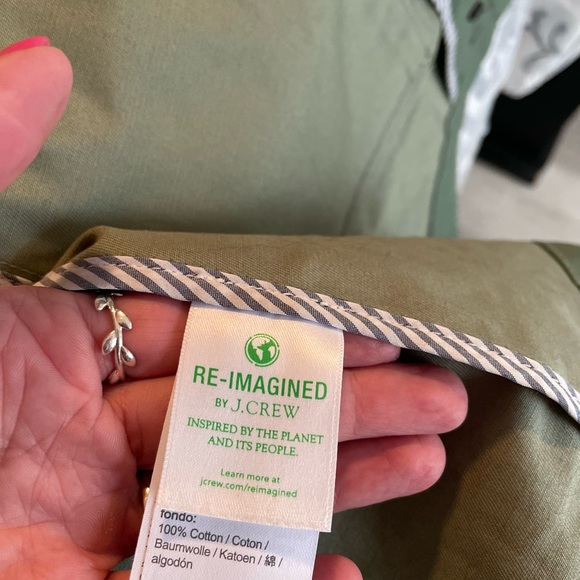 RE-IMAGINED
BY J.CREW
INSPIRED BY THE PLANET
AND ITS PEOPLE.
Learn more at
jcrew.com/reimagined
fondo:
100% Cotton / Coton /
Baumwolle / Katoen / 綿 /
algodón